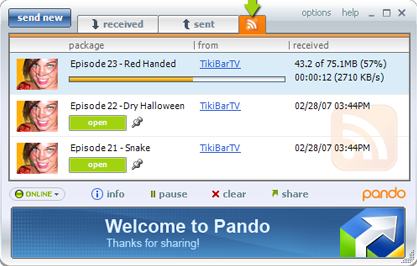 send new
received
sent
options help
package from received
Episode 23 - Red Handed TikiBarTV 43.2 of 75.1MB (57%)
00:00:12 (2710 KB/s)
Episode 22 -Dry Halloween TikiBarTV 02/28/07 03:44PM
open
Episode 21 - Snake TikiBarTV 02/28/07 03:44PM
open
ONLINE info pause clear share pando
Welcome to Pando
Thanks for sharing!